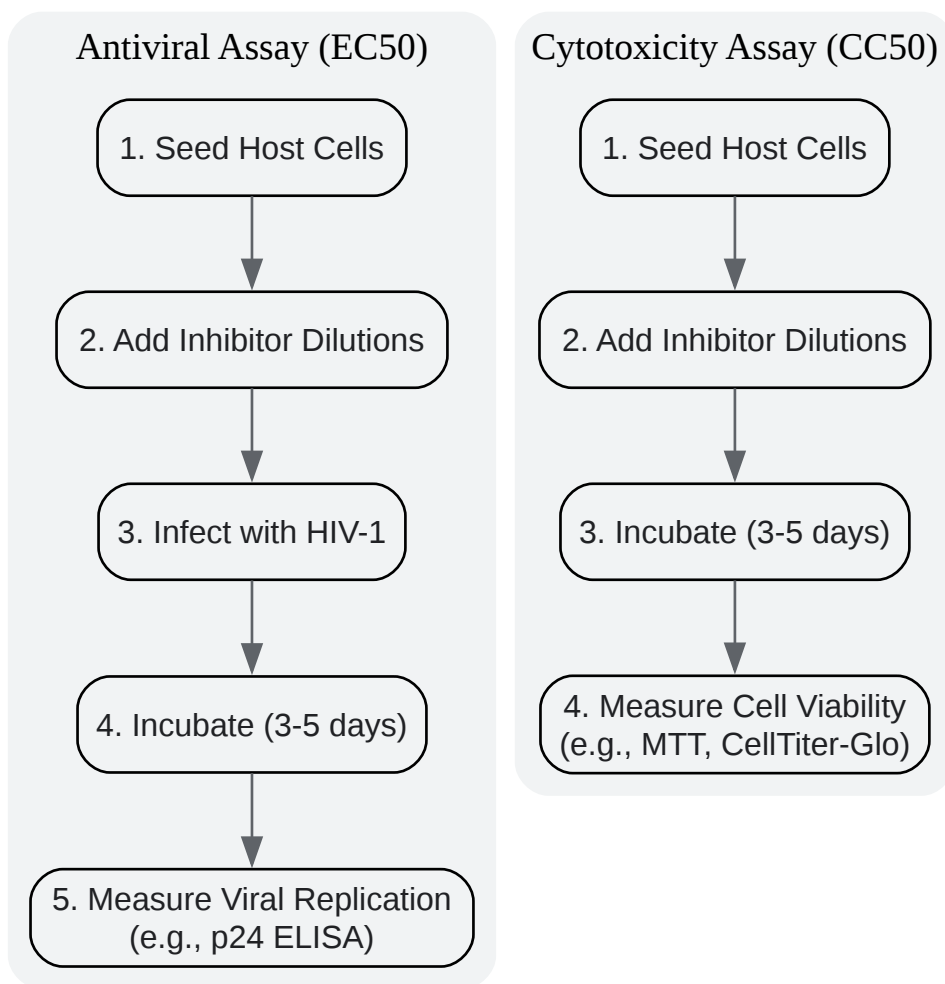 Antiviral Assay (EC50)
1. Seed Host Cells
2. Add Inhibitor Dilutions
3. Infect with HIV-1
4. Incubate (3-5 days)
5. Measure Viral Replication
(e.g., p24 ELISA)
Cytotoxicity Assay (CC50)
1. Seed Host Cells
2. Add Inhibitor Dilutions
3. Incubate (3-5 days)
4. Measure Cell Viability
(e.g., MTT, CellTiter-Glo)